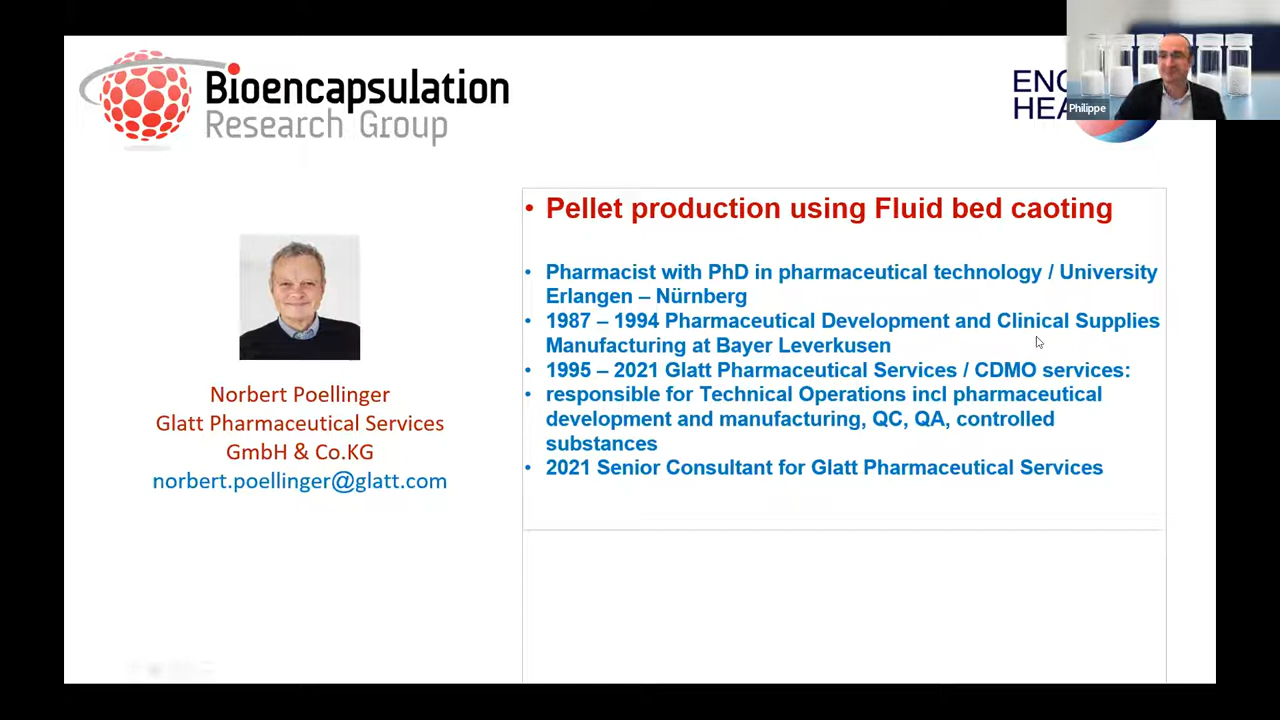 Bioencapsulation
Research Group
Philippe
• Pellet production using Fluid bed caoting
• Pharmacist with PhD in pharmaceutical technology / University
Erlangen – Nürnberg
• 1987 – 1994 Pharmaceutical Development and Clinical Supplies
Manufacturing at Bayer Leverkusen
• 1995 – 2021 Glatt Pharmaceutical Services / CDMO services:
• responsible for Technical Operations incl pharmaceutical
development and manufacturing, QC, QA, controlled
substances
• 2021 Senior Consultant for Glatt Pharmaceutical Services
Norbert Poellinger
Glatt Pharmaceutical Services
GmbH & Co.KG
norbert.poellinger@glatt.com